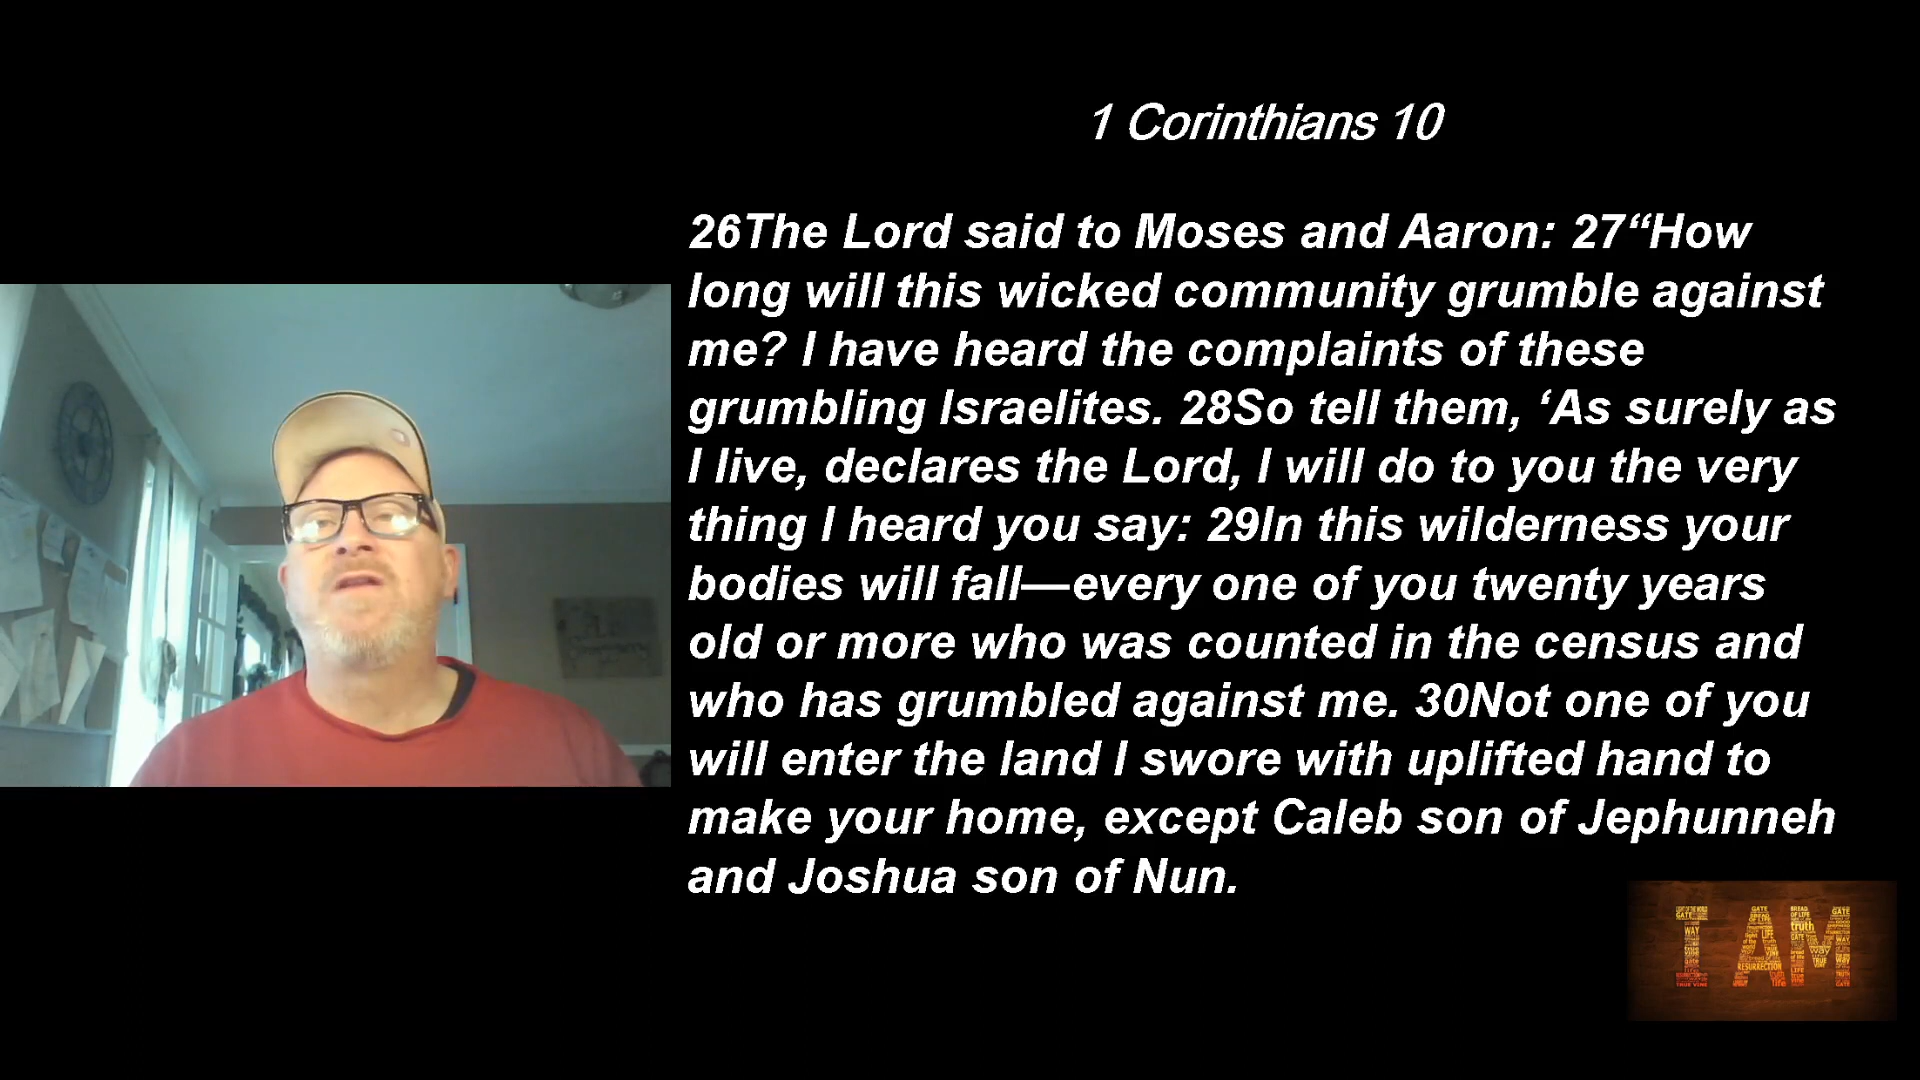 1 Corinthians 10
26The Lord said to Moses and Aaron: 27“How
long will this wicked community grumble against
me? I have heard the complaints of these
grumbling Israelites. 28So tell them, ‘As surely as
I live, declares the Lord, I will do to you the very
thing I heard you say: 29In this wilderness your
bodies will fall—every one of you twenty years
old or more who was counted in the census and
who has grumbled against me. 30Not one of you
will enter the land I swore with uplifted hand to
make your home, except Caleb son of Jephunneh
and Joshua son of Nun.
I AM